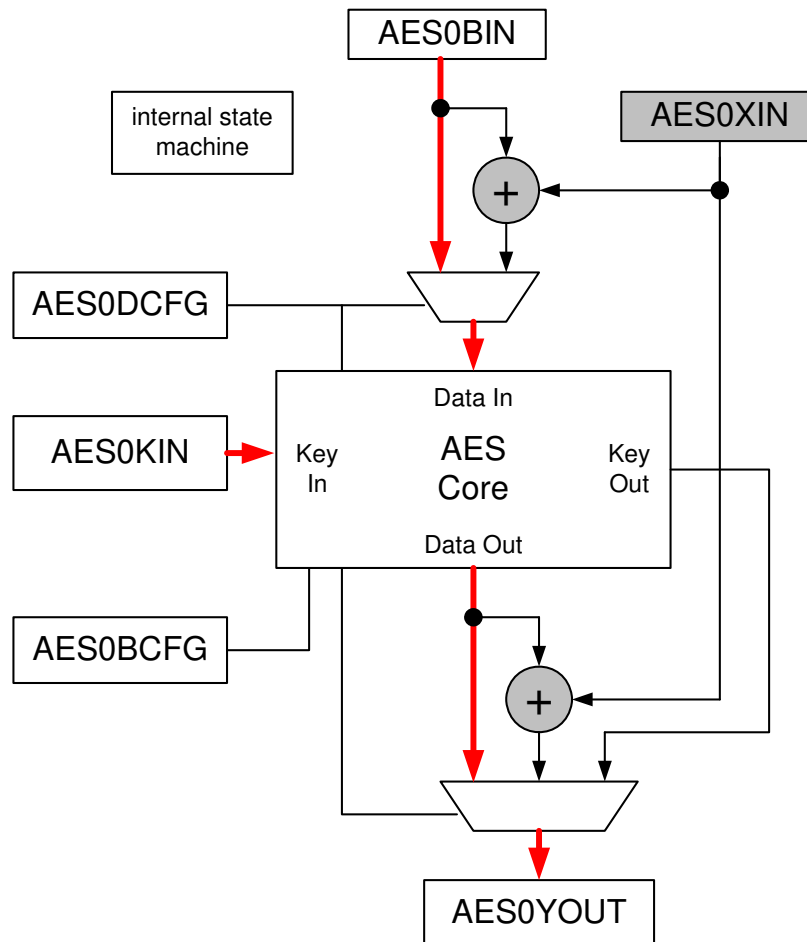 AES0BIN
internal state
machine
AES0XIN
+
AES0DCFG
Data In
AES0KIN
Key
In
AES
Core
Key
Out
Data Out
AES0BCFG
+
AES0YOUT